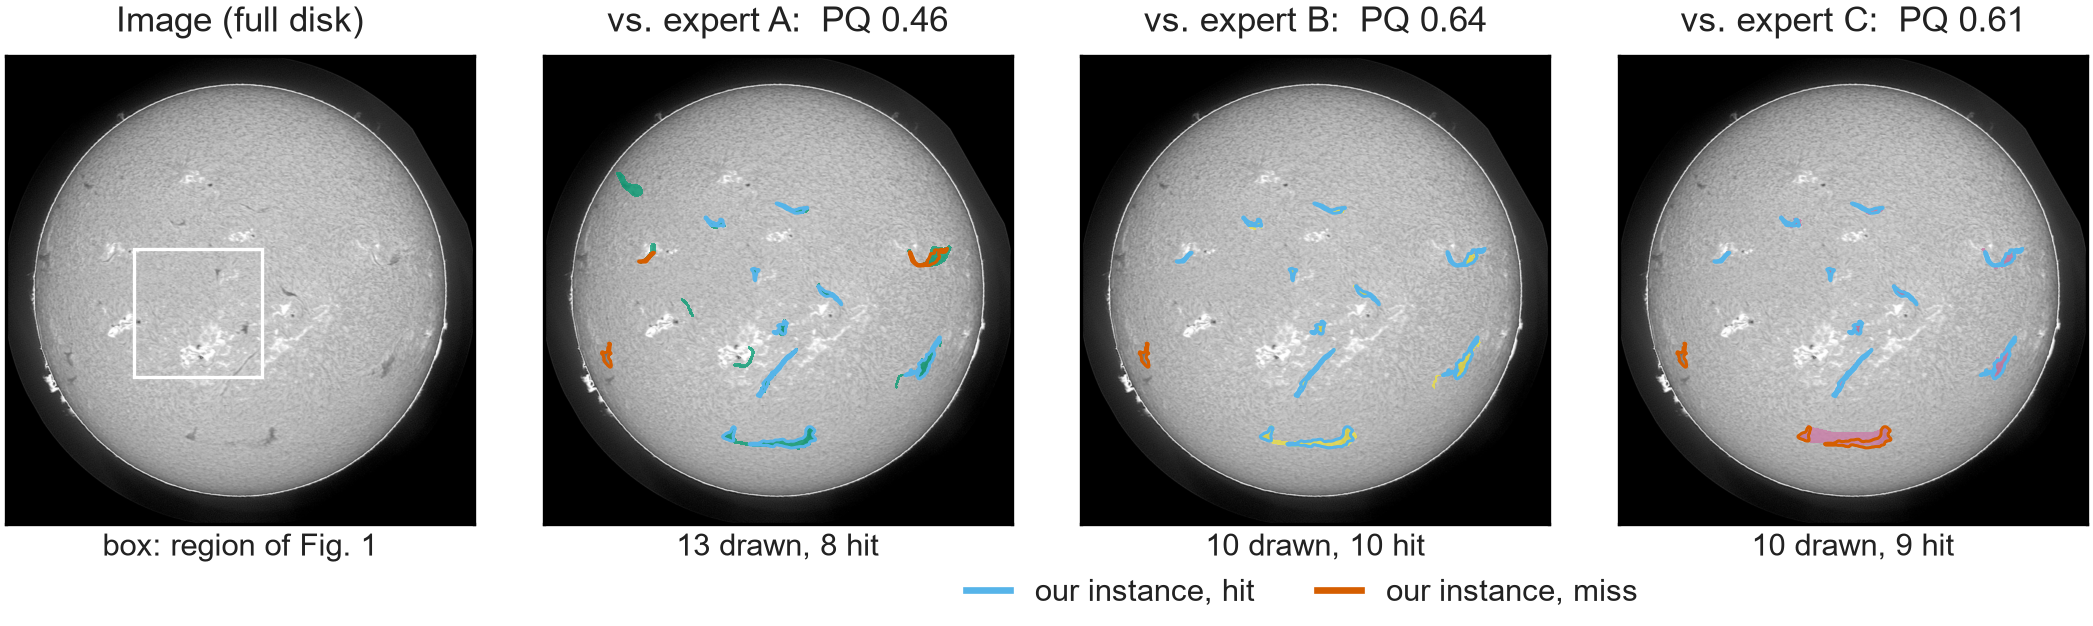 Image (full disk)
vs. expert A: PQ 0.46
vs. expert B: PQ 0.64
vs. expert C: PQ 0.61
box: region of Fig. 1
13 drawn, 8 hit
10 drawn, 10 hit
10 drawn, 9 hit
our instance, hit
our instance, miss